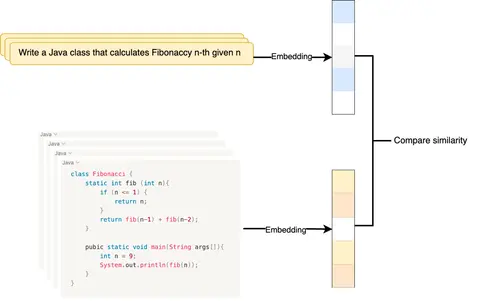 Write a Java class that calculates Fibonaccy n-th given n
Embedding
Compare similarity
Java
Java
Java
Java
class Fibonacci {
static int fib (int n){
if (n <= 1) {
return n;
}
return fib(n-1) + fib(n-2);
}
pubic static void main(String args[]){
int n = 9;
System.out.println(fib(n));
}
}
Embedding